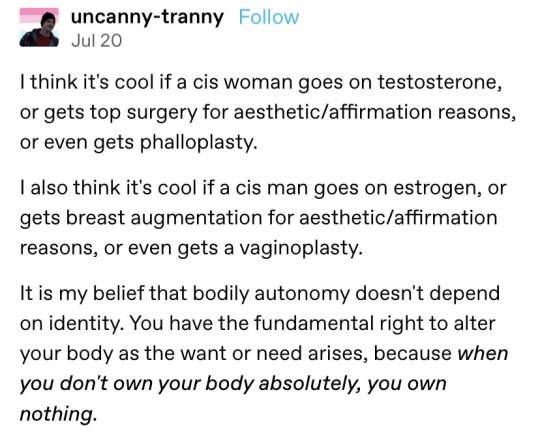 uncanny-tranny Follow
Jul 20
I think it's cool if a cis woman goes on testosterone,
or gets top surgery for aesthetic/affirmation reasons,
or even gets phalloplasty.
I also think it's cool if a cis man goes on estrogen, or
gets breast augmentation for aesthetic/affirmation
reasons, or even gets a vaginoplasty.
It is my belief that bodily autonomy doesn't depend
on identity. You have the fundamental right to alter
your body as the want or need arises, because when
you don't own your body absolutely, you own
nothing.